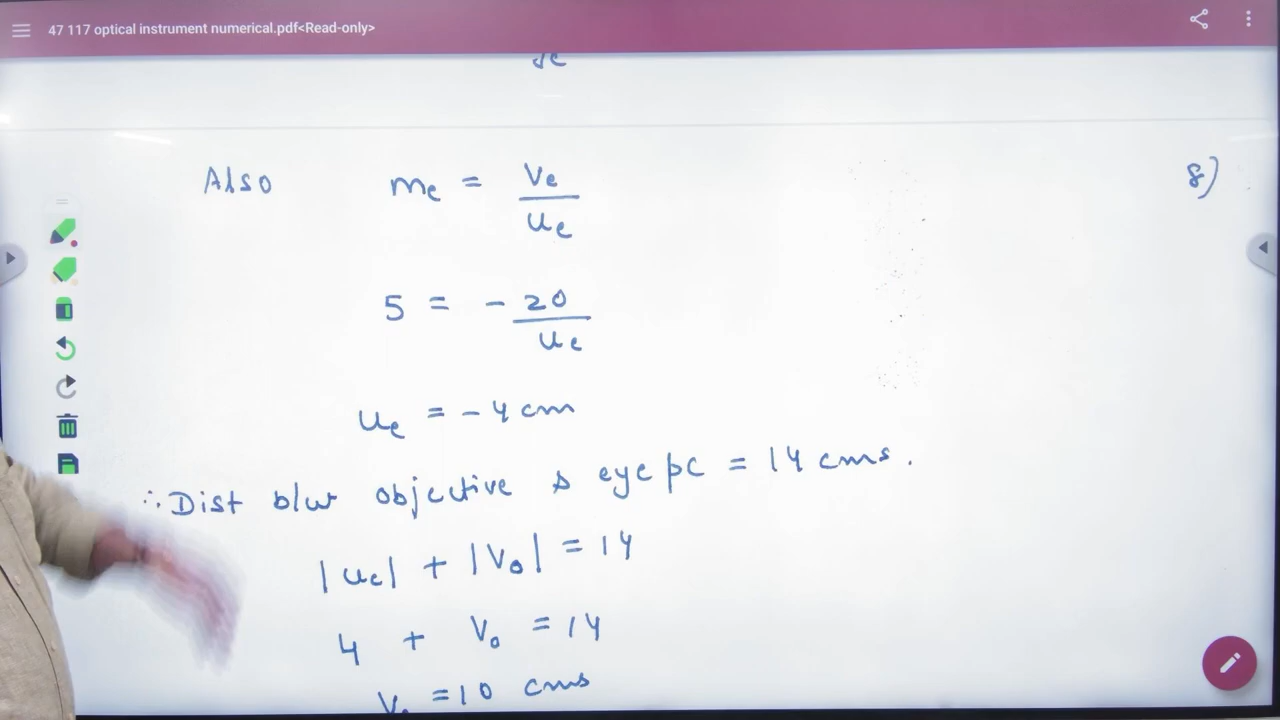 47 117 optical instrument numerical.pdf<Read-only>
Also me = ve / ue
8)
5 = - 20 / ue
ue = - 4 cm
∴ Dist b/w objective & eye pc = 14 cms.
|ue| + |vo| = 14
4 + vo = 14
vo = 10 cms